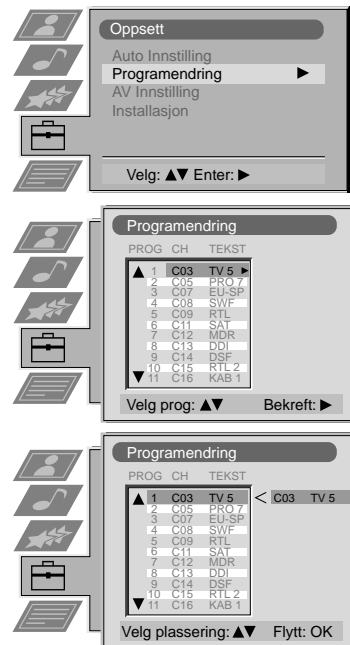 Oppsett
Auto Innstilling
Programendring ▶
AV Innstilling
Installasjon
Velg: ▲▼ Enter: ▶
Programendring
PROG CH TEKST
▲ 1 C03 TV 5 ▶
2 C05 PRO 7
3 C07 EU-SP
4 C08 SWF
5 C09 RTL
6 C11 SAT
7 C12 MDR
8 C13 DDI
9 C14 DSF
10 C15 RTL 2
▼ 11 C16 KAB 1
Velg prog: ▲▼ Bekreft: ▶
Programendring
PROG CH TEKST
▲ 1 C03 TV 5 < C03 TV 5
2 C05 PRO 7
3 C07 EU-SP
4 C08 SWF
5 C09 RTL
6 C11 SAT
7 C12 MDR
8 C13 DDI
9 C14 DSF
10 C15 RTL 2
▼ 11 C16 KAB 1
Velg plassering: ▲▼ Flytt: OK